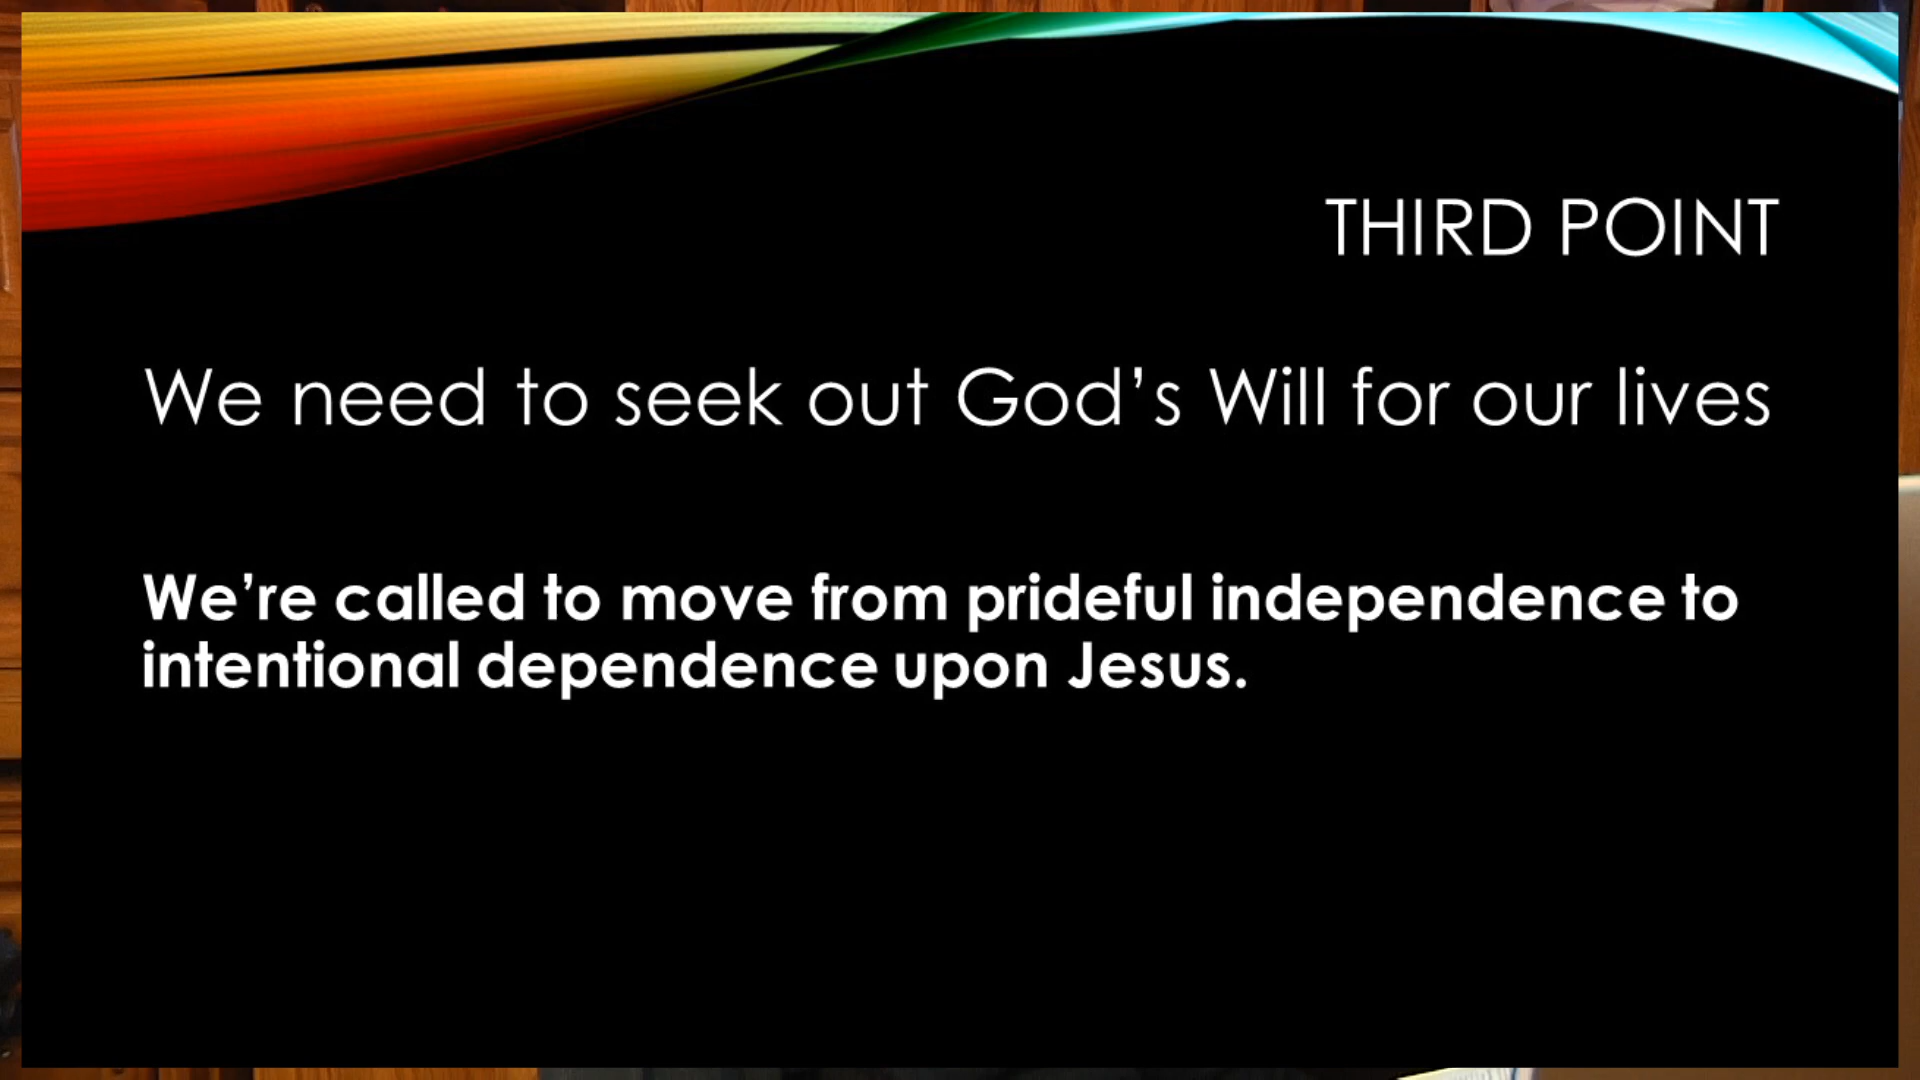 THIRD POINT
We need to seek out God’s Will for our lives
We’re called to move from prideful independence to
intentional dependence upon Jesus.